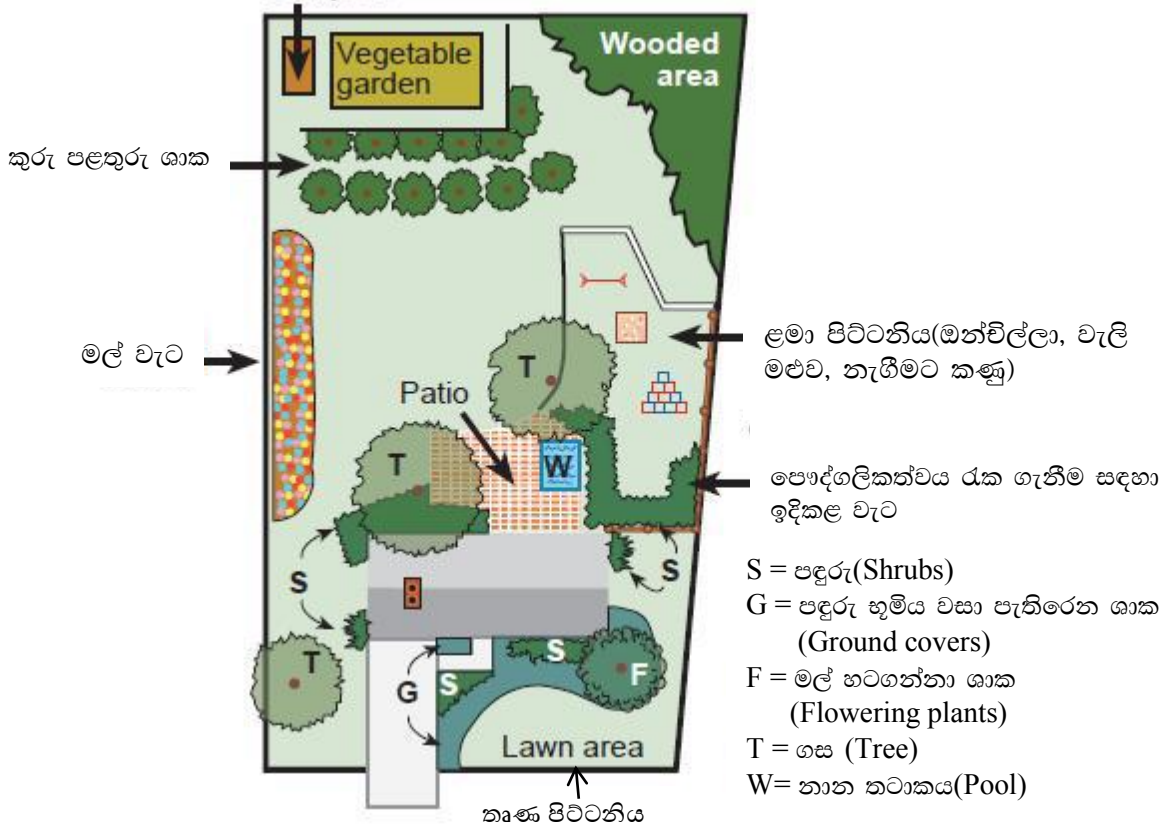 Vegetable
garden
Wooded
area
කුරු පළතුරු ශාක
මල් වැට
ළමා පිට්ටනිය(ඔන්චිල්ලා, වැලි
මළුව, නැගීමට කණු)
T
Patio
T
W
පෞද්ගලිකත්වය රැක ගැනීම සඳහා
ඉදිකළ වැට
S
S
S = පඳුරු(Shrubs)
G = පඳුරු භූමිය වසා පැතිරෙන ශාක
(Ground covers)
F = මල් හටගන්නා ශාක
(Flowering plants)
T = ගස (Tree)
W= නාන තටාකය(Pool)
T
S
F
G
S
Lawn area
තෘණ පිට්ටනිය